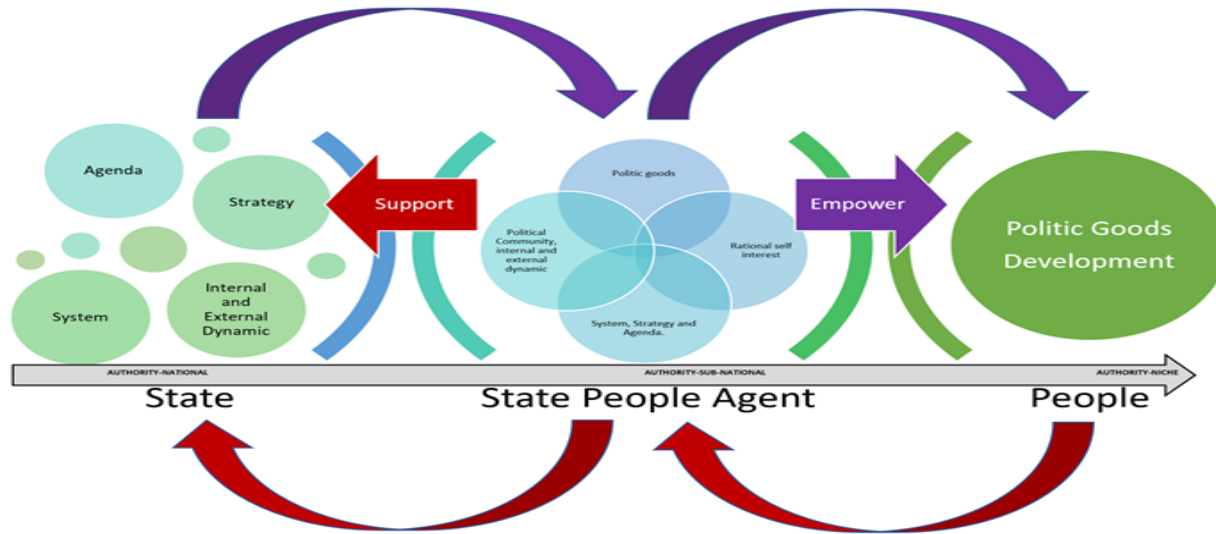 Agenda
Strategy
System
Internal
and
External
Dynamic
Support
Politic goods
Political
Community,
internal and
external
dynamic
Rational self
interest
System, Strategy and
Agenda.
Empower
Politic Goods
Development
AUTHORITY-NATIONAL
AUTHORITY-SUB-NATIONAL
AUTHORITY-NICHE
State
State People Agent
People